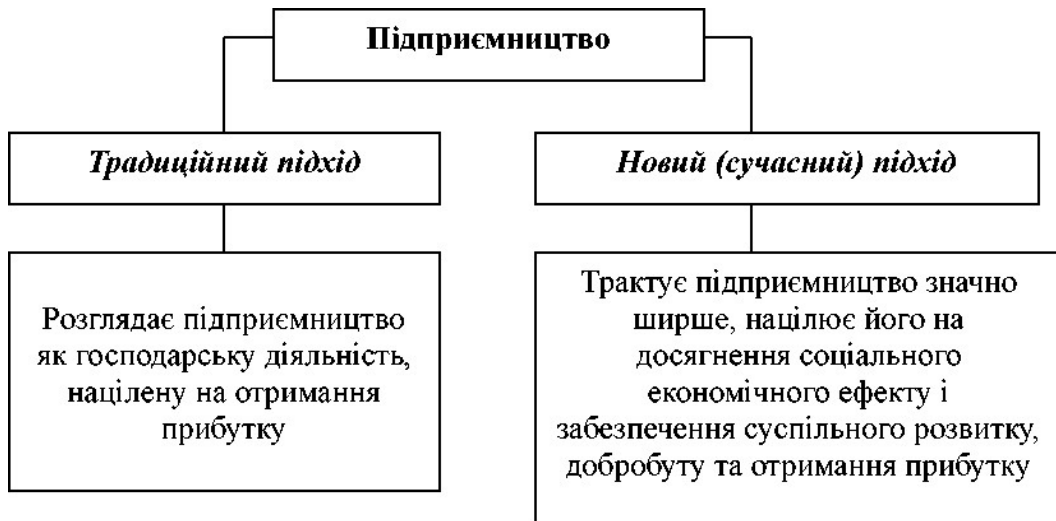 Підприємництво
Традиційний підхід
Новий (сучасний) підхід
Розглядає підприємництво
як господарську діяльність,
націлену на отримання
прибутку
Трактує підприємництво значно
ширше, націлює його на
досягнення соціального
економічного ефекту і
забезпечення суспільного розвитку,
добробуту та отримання прибутку